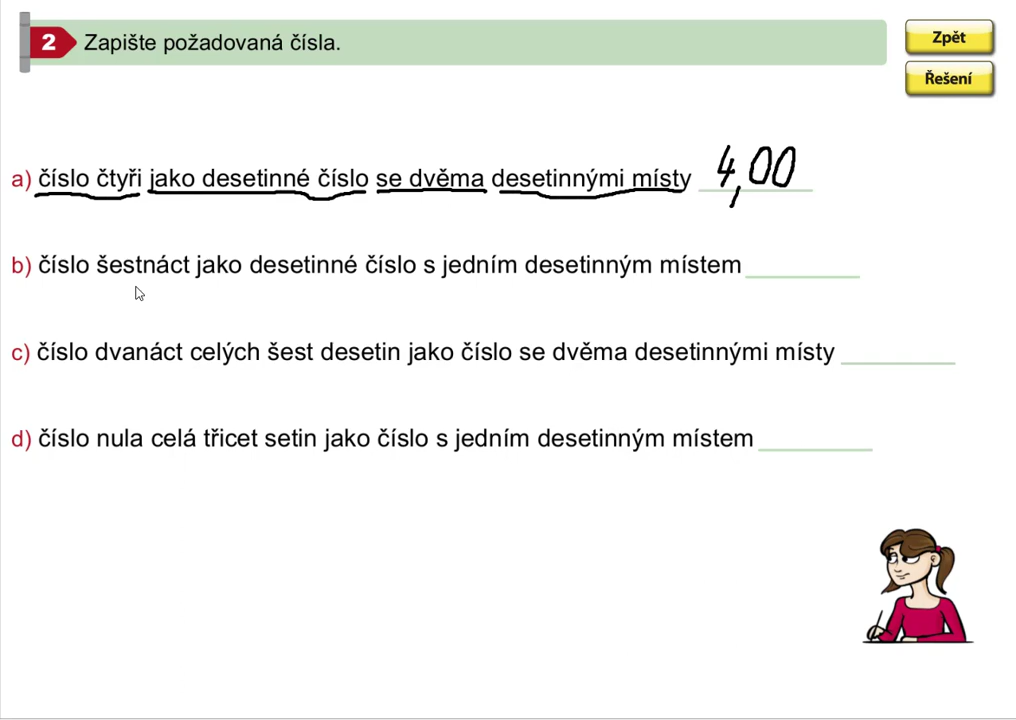 2 Zapište požadovaná čísla.
Zpět
Řešení
a) číslo čtyři jako desetinné číslo se dvěma desetinnými místy 4,00
b) číslo šestnáct jako desetinné číslo s jedním desetinným místem
c) číslo dvanáct celých šest desetin jako číslo se dvěma desetinnými místy
d) číslo nula celá třicet setin jako číslo s jedním desetinným místem